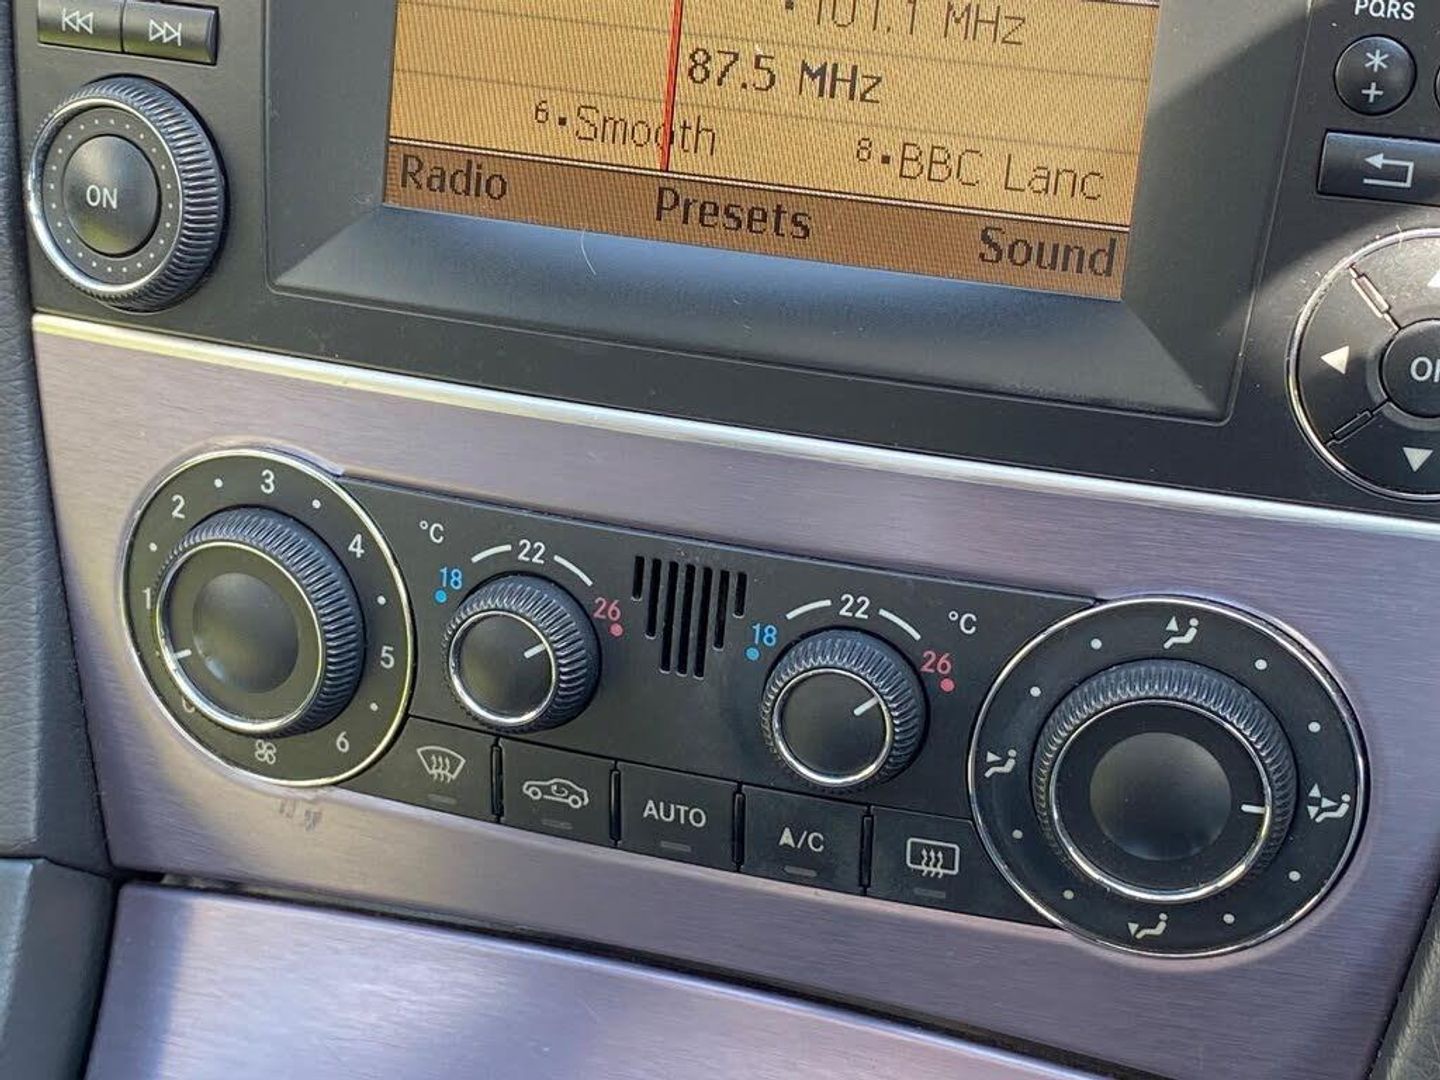 PQRS
* +
101.1 MHz
87.5 MHz
6 Smooth
8 BBC Lanc
Radio Presets Sound
ON
1 2 3 4 5 6
°C
18 22 26
18 22 26
°C
AUTO
A/C